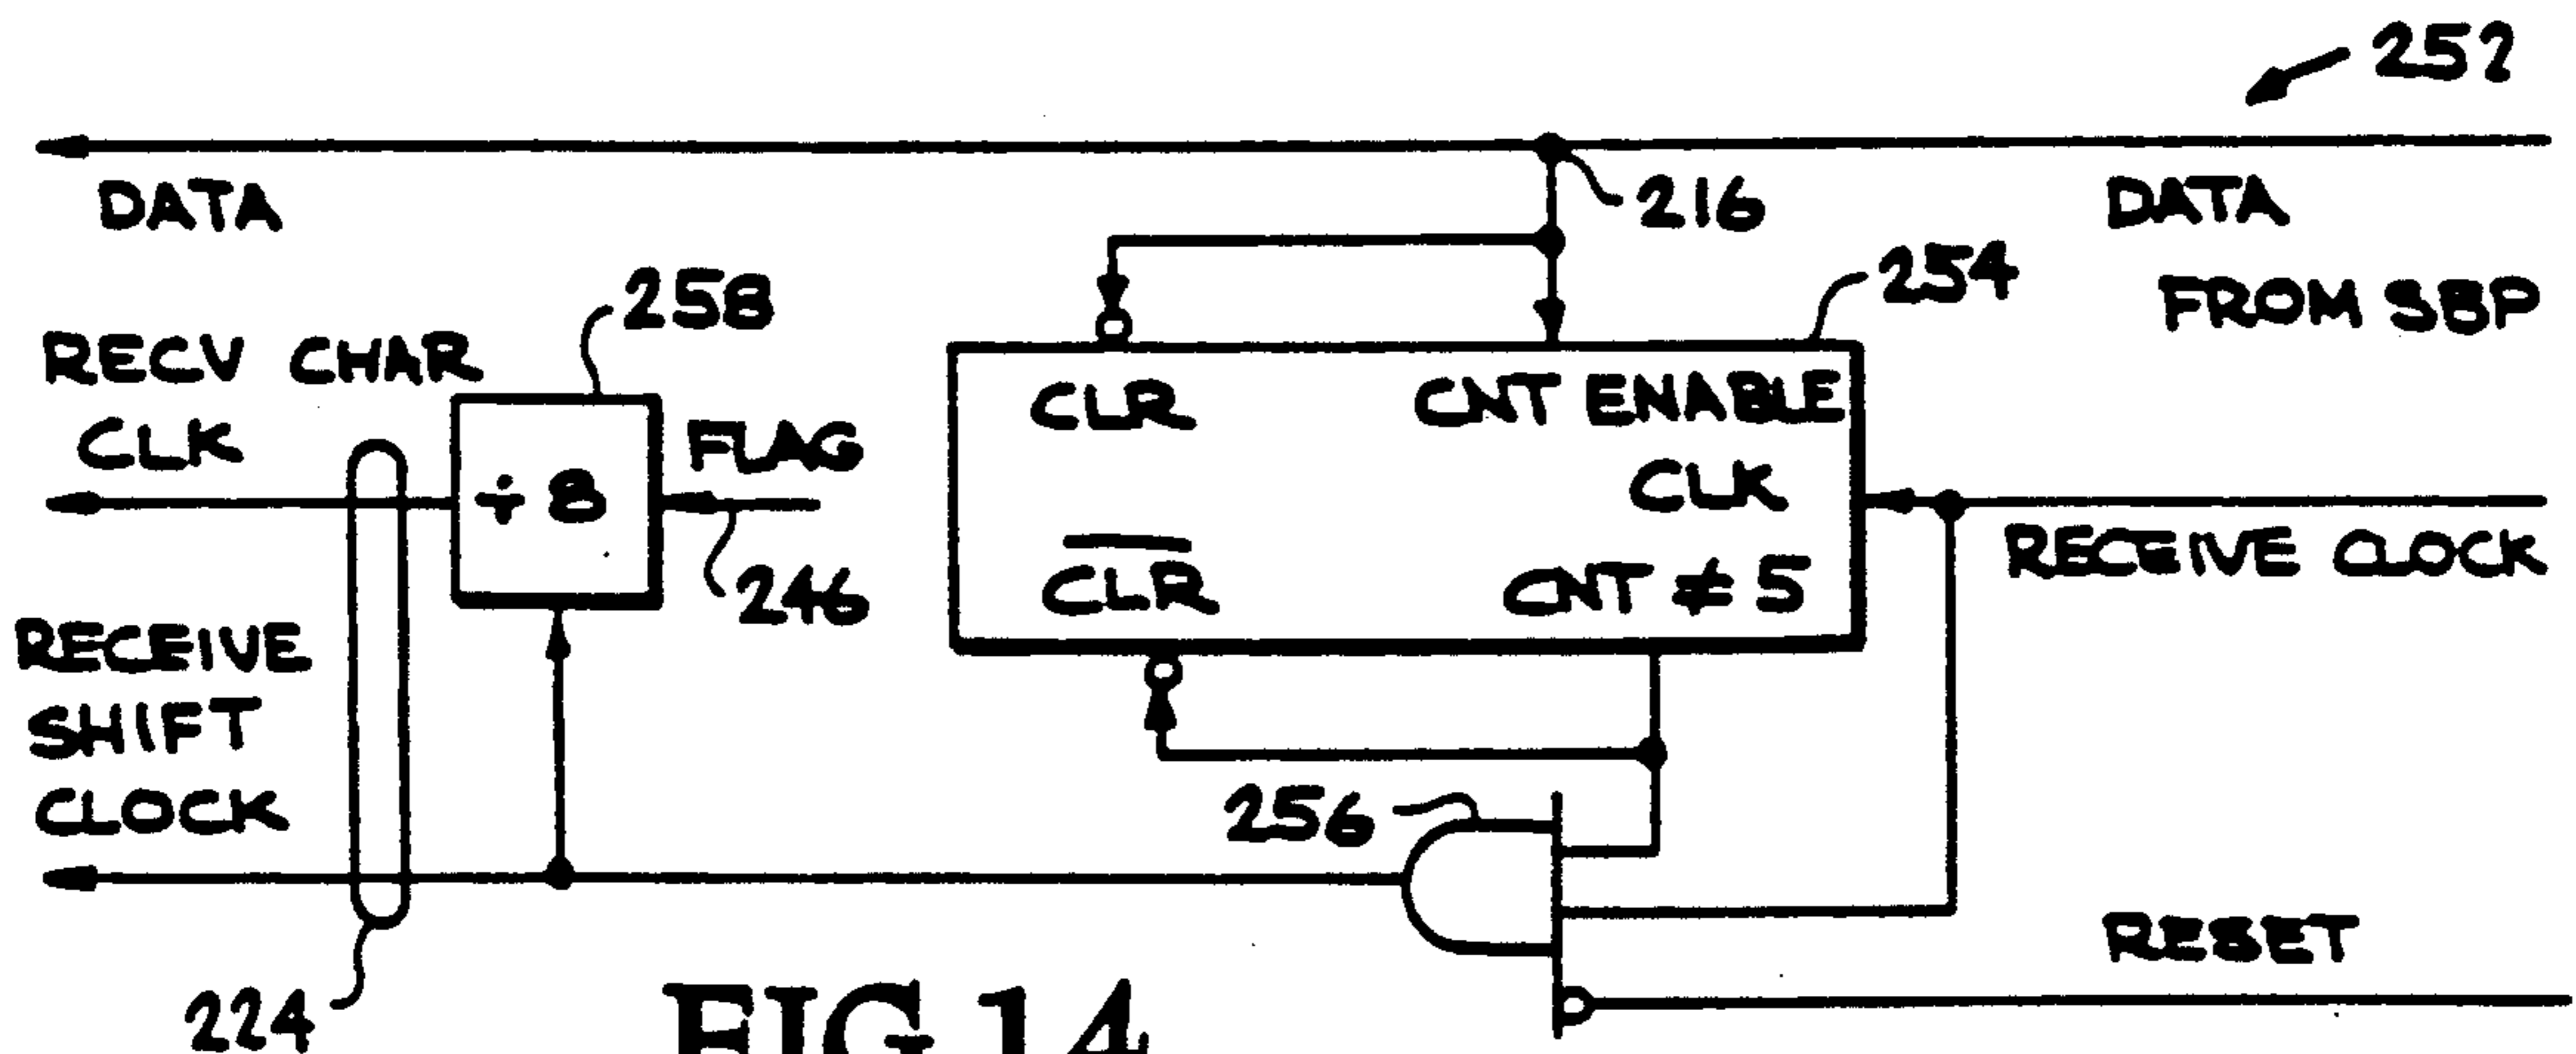 252
DATA
216
DATA
FROM SBP
254
258
RECV CHAR
CLK
÷ 8
FLAG
246
CLR
CNT ENABLE
CLK
C̅L̅R̅
CNT ≠ 5
RECEIVE CLOCK
RECEIVE
SHIFT
CLOCK
256
RESET
224
FIG 14